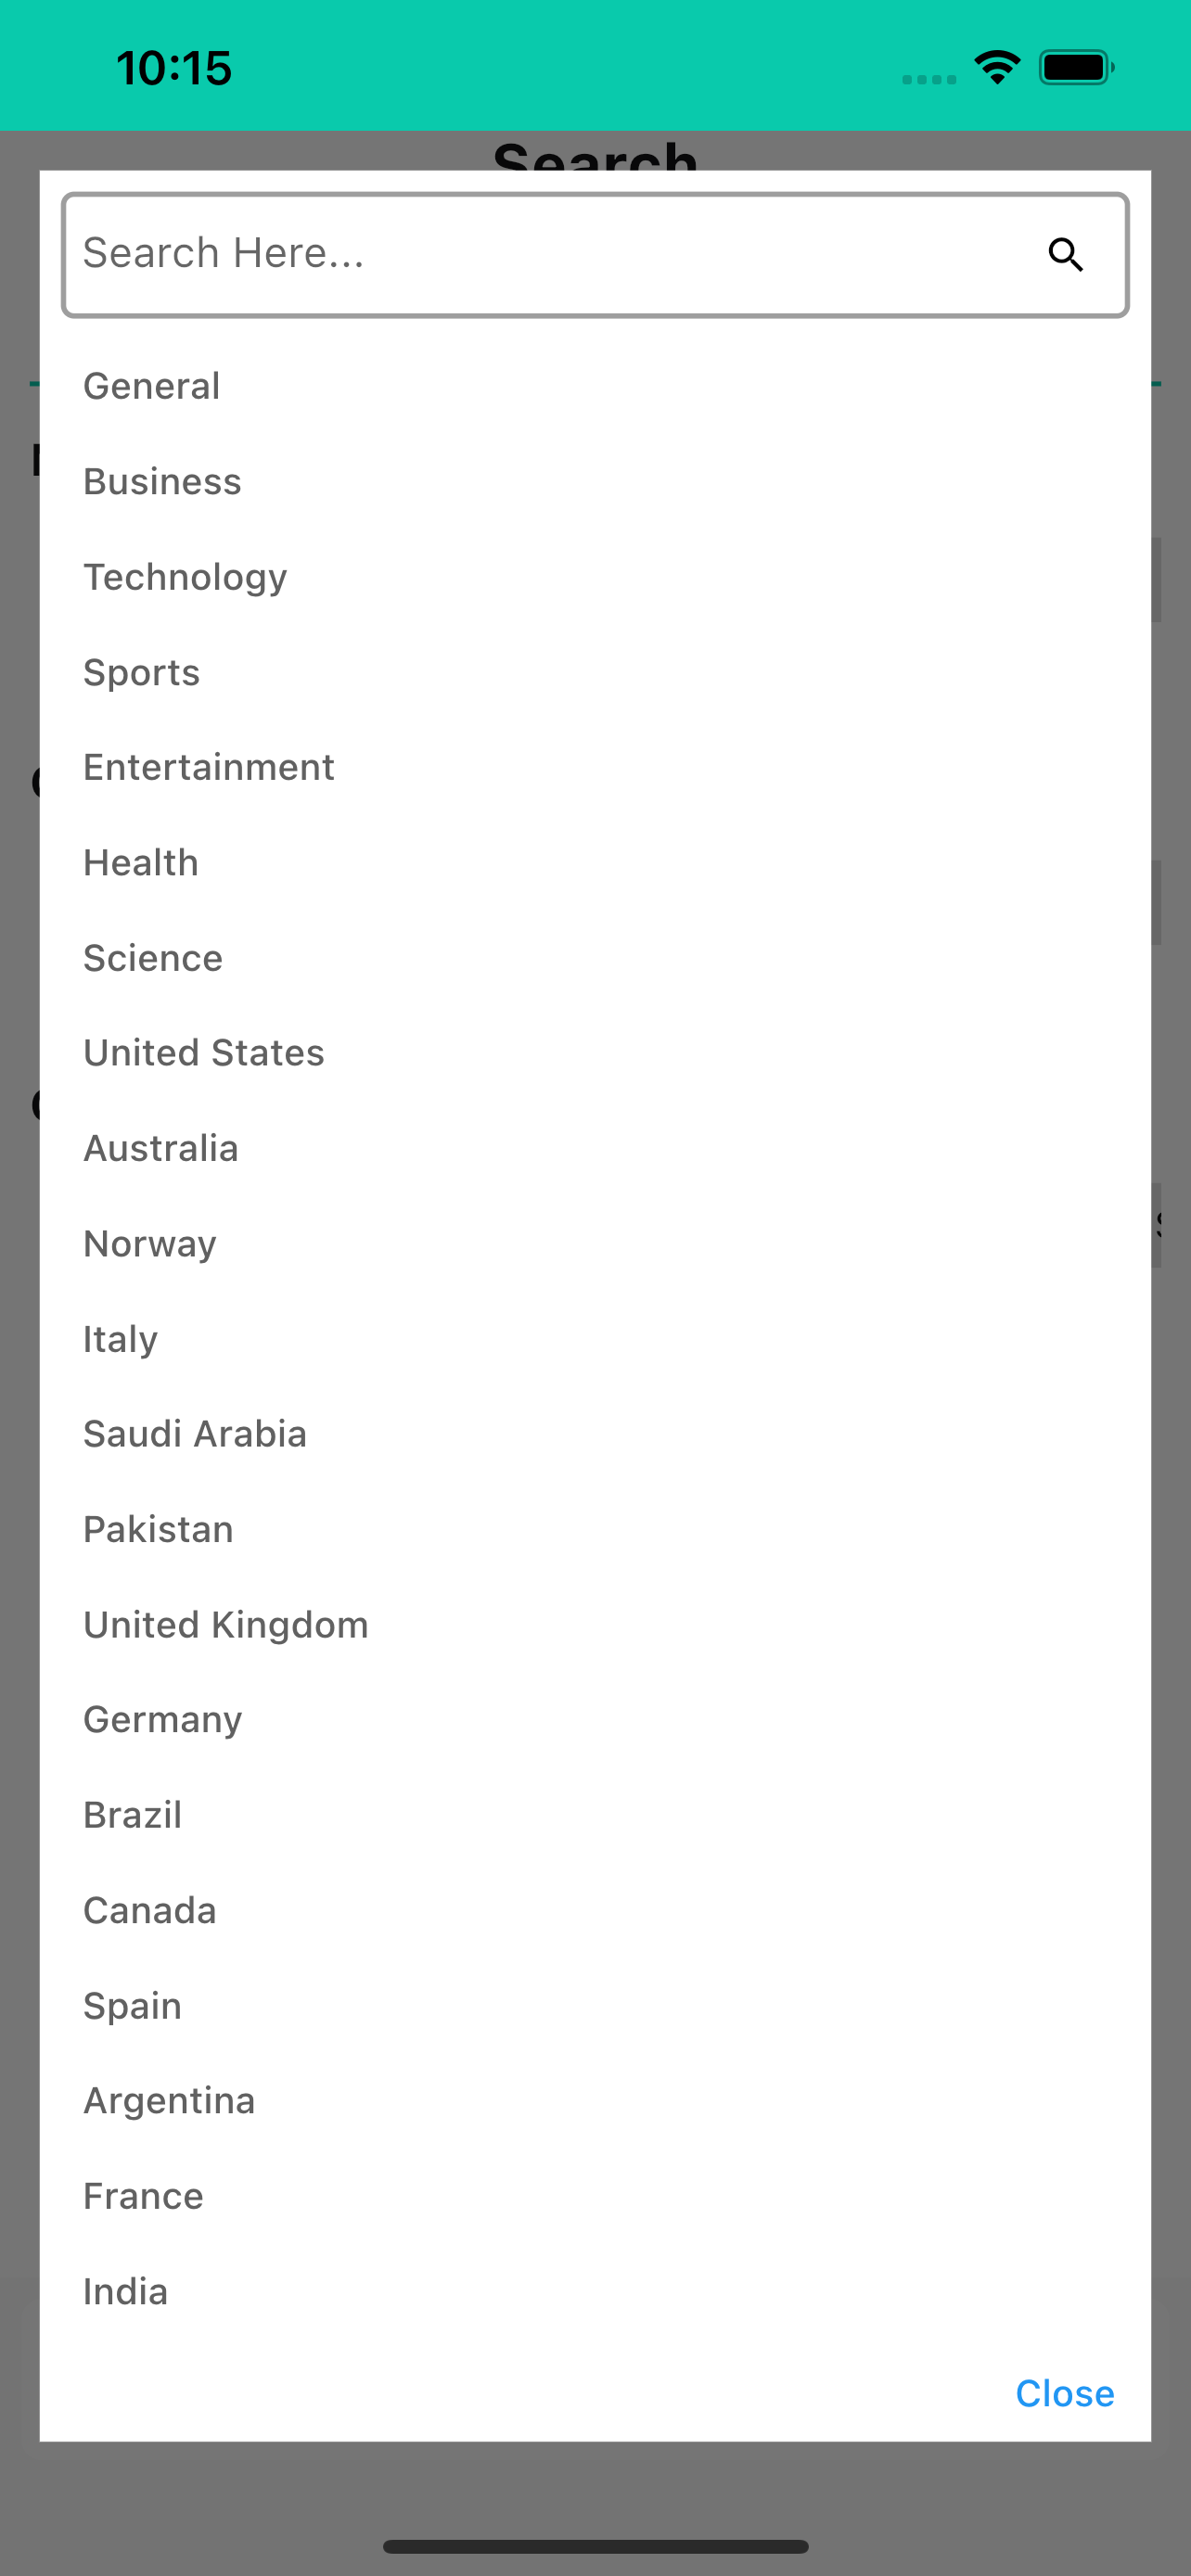 10:15
Search
Search Here...
General
Business
Technology
Sports
Entertainment
Health
Science
United States
Australia
Norway
Italy
Saudi Arabia
Pakistan
United Kingdom
Germany
Brazil
Canada
Spain
Argentina
France
India
Close